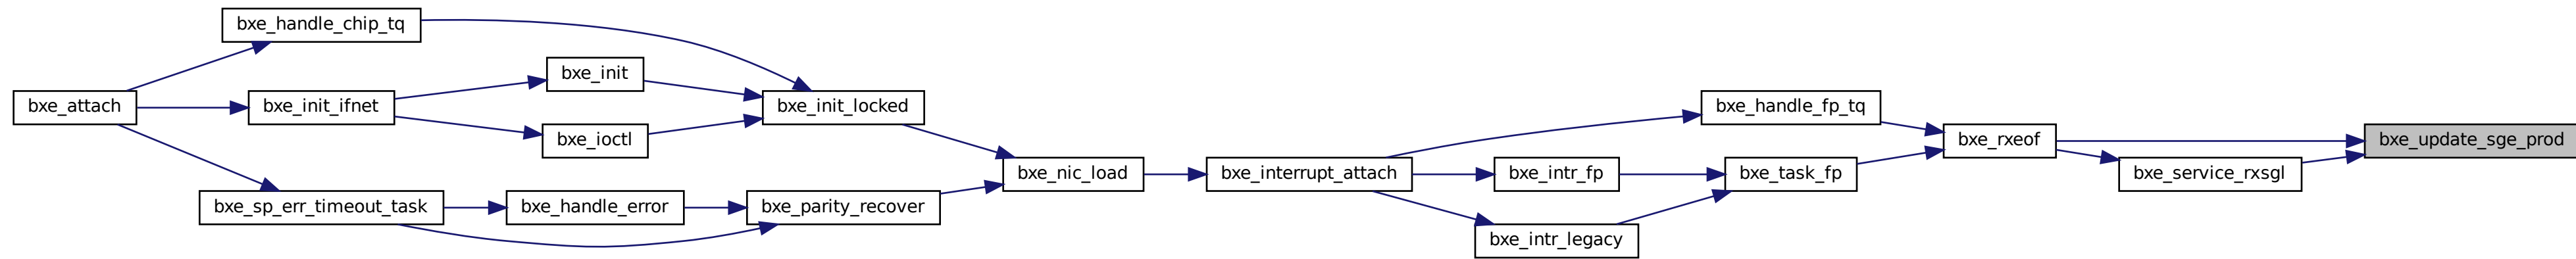 bxe_handle_chip_tq
bxe_init
bxe_attach
bxe_init_ifnet
bxe_init_locked
bxe_handle_fp_tq
bxe_ioctl
bxe_rxeof
bxe_update_sge_prod
bxe_nic_load
bxe_interrupt_attach
bxe_intr_fp
bxe_task_fp
bxe_service_rxsgl
bxe_sp_err_timeout_task
bxe_handle_error
bxe_parity_recover
bxe_intr_legacy